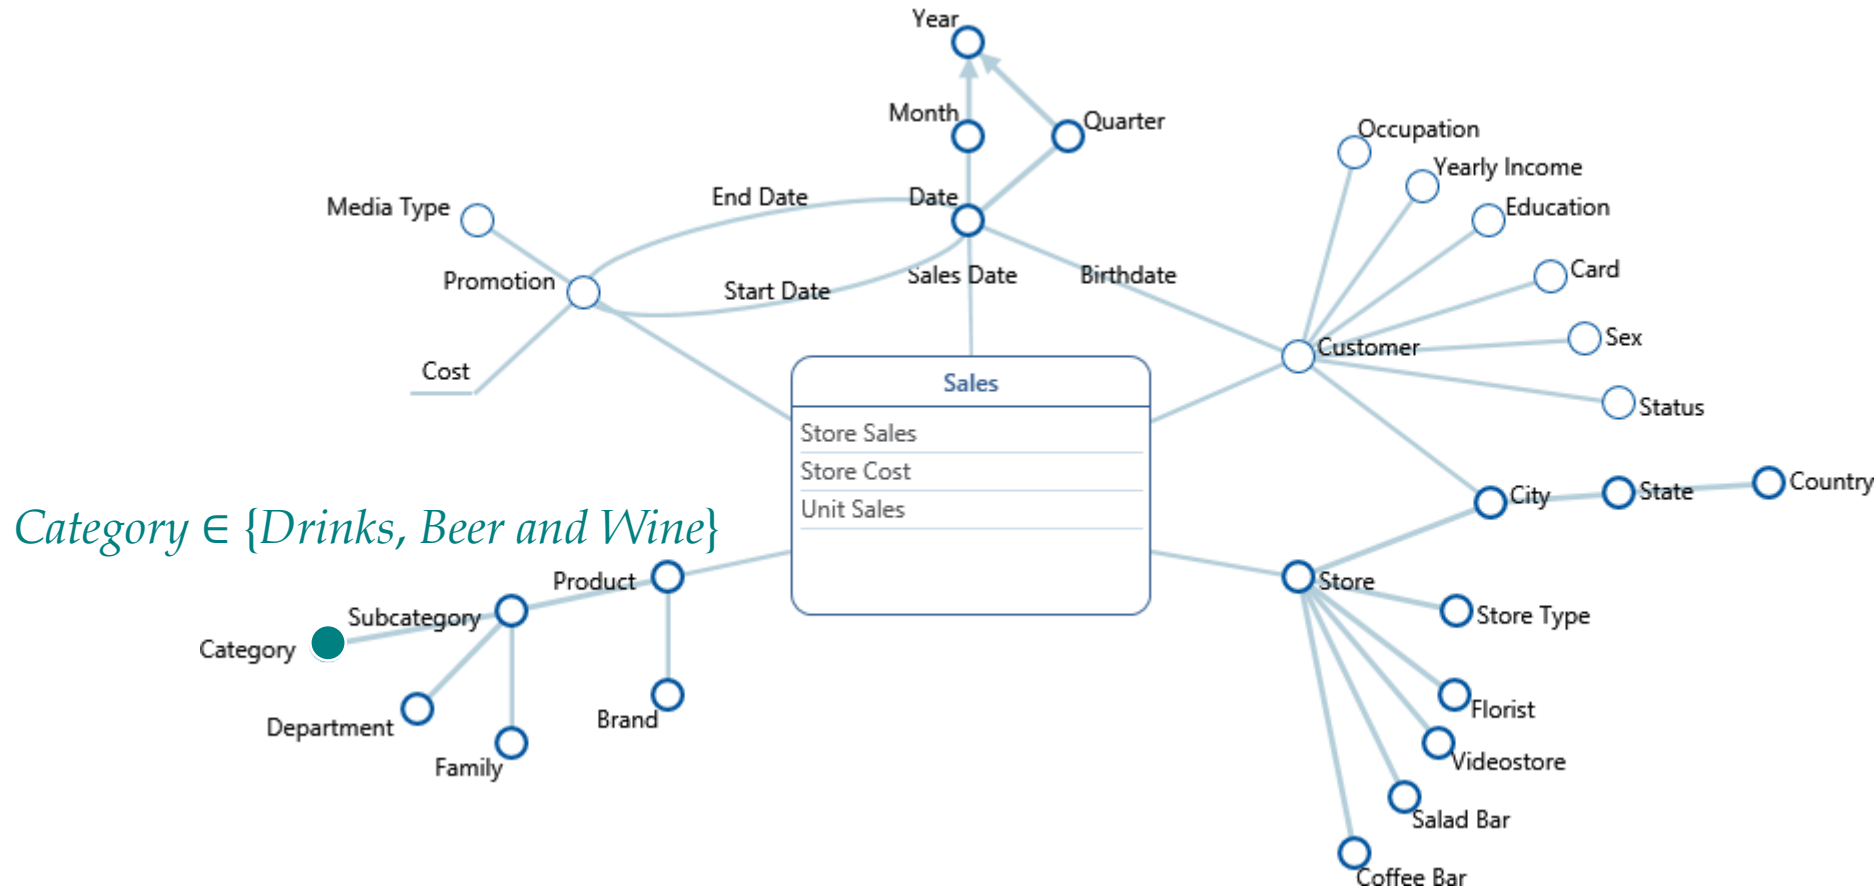 Year
Month
Quarter
Occupation
Yearly Income
End Date
Date
Media Type
Education
Promotion
Start Date
Sales Date
Birthdate
Card
Customer
Sex
Cost
Sales
Status
Store Sales
Store Cost
Unit Sales
City
State
Country
Category ∈ {Drinks, Beer and Wine}
Product
Store
Subcategory
Store Type
Category
Department
Brand
Florist
Family
Videostore
Salad Bar
Coffee Bar